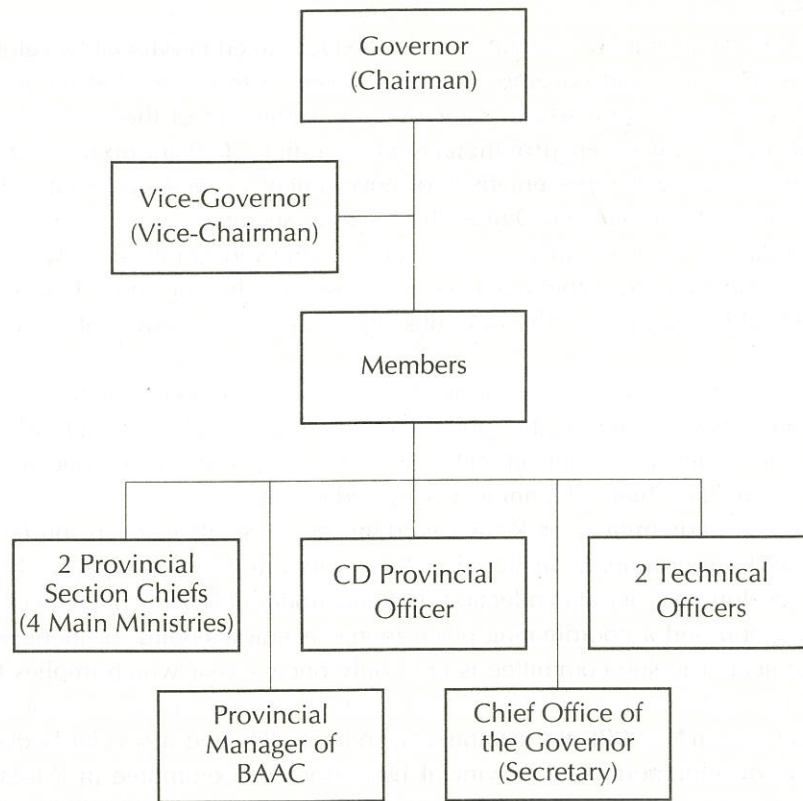 Governor
(Chairman)
Vice-Governor
(Vice-Chairman)
Members
2 Provincial
Section Chiefs
(4 Main Ministries)
CD Provincial
Officer
2 Technical
Officers
Provincial
Manager of
BAAC
Chief Office of
the Governor
(Secretary)